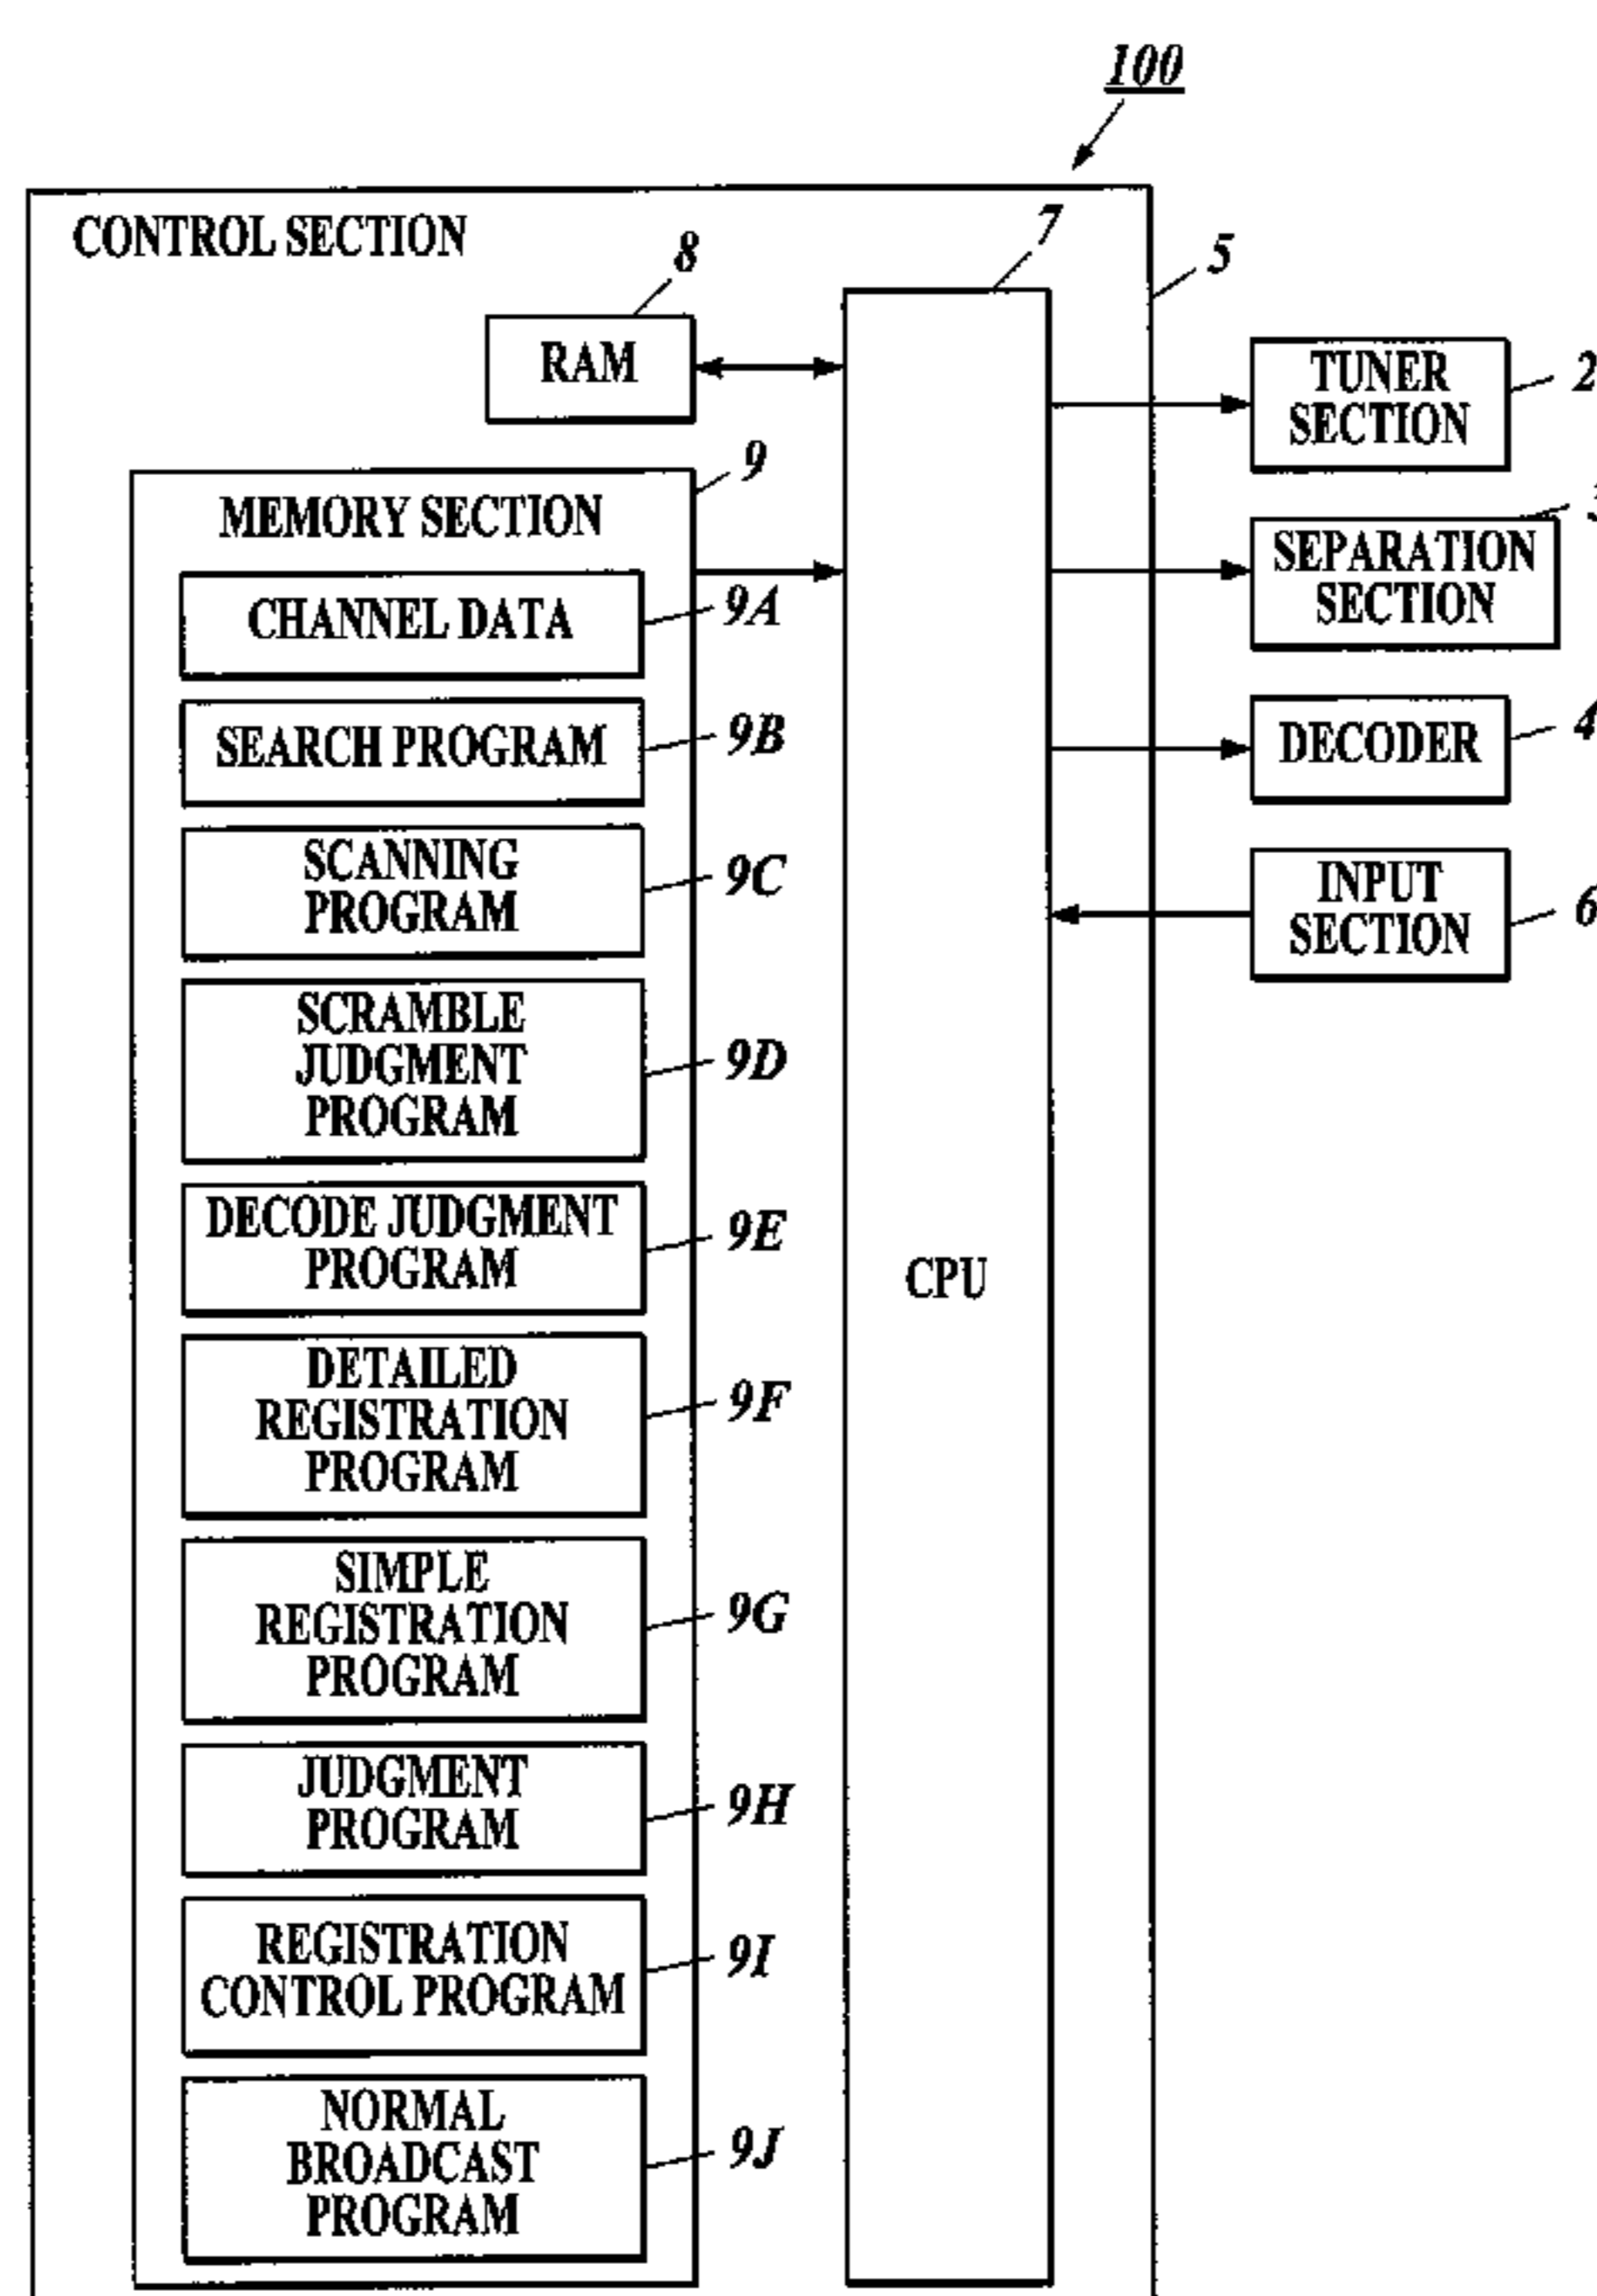 100
CONTROL SECTION
7
5
8
RAM
TUNER
SECTION
2
9
MEMORY SECTION
3
SEPARATION
SECTION
CHANNEL DATA
9A
SEARCH PROGRAM
9B
DECODER
4
SCANNING
PROGRAM
9C
INPUT
SECTION
6
SCRAMBLE
JUDGMENT
PROGRAM
9D
DECODE JUDGMENT
PROGRAM
9E
CPU
DETAILED
REGISTRATION
PROGRAM
9F
SIMPLE
REGISTRATION
PROGRAM
9G
JUDGMENT
PROGRAM
9H
REGISTRATION
CONTROL PROGRAM
9I
NORMAL
BROADCAST
PROGRAM
9J